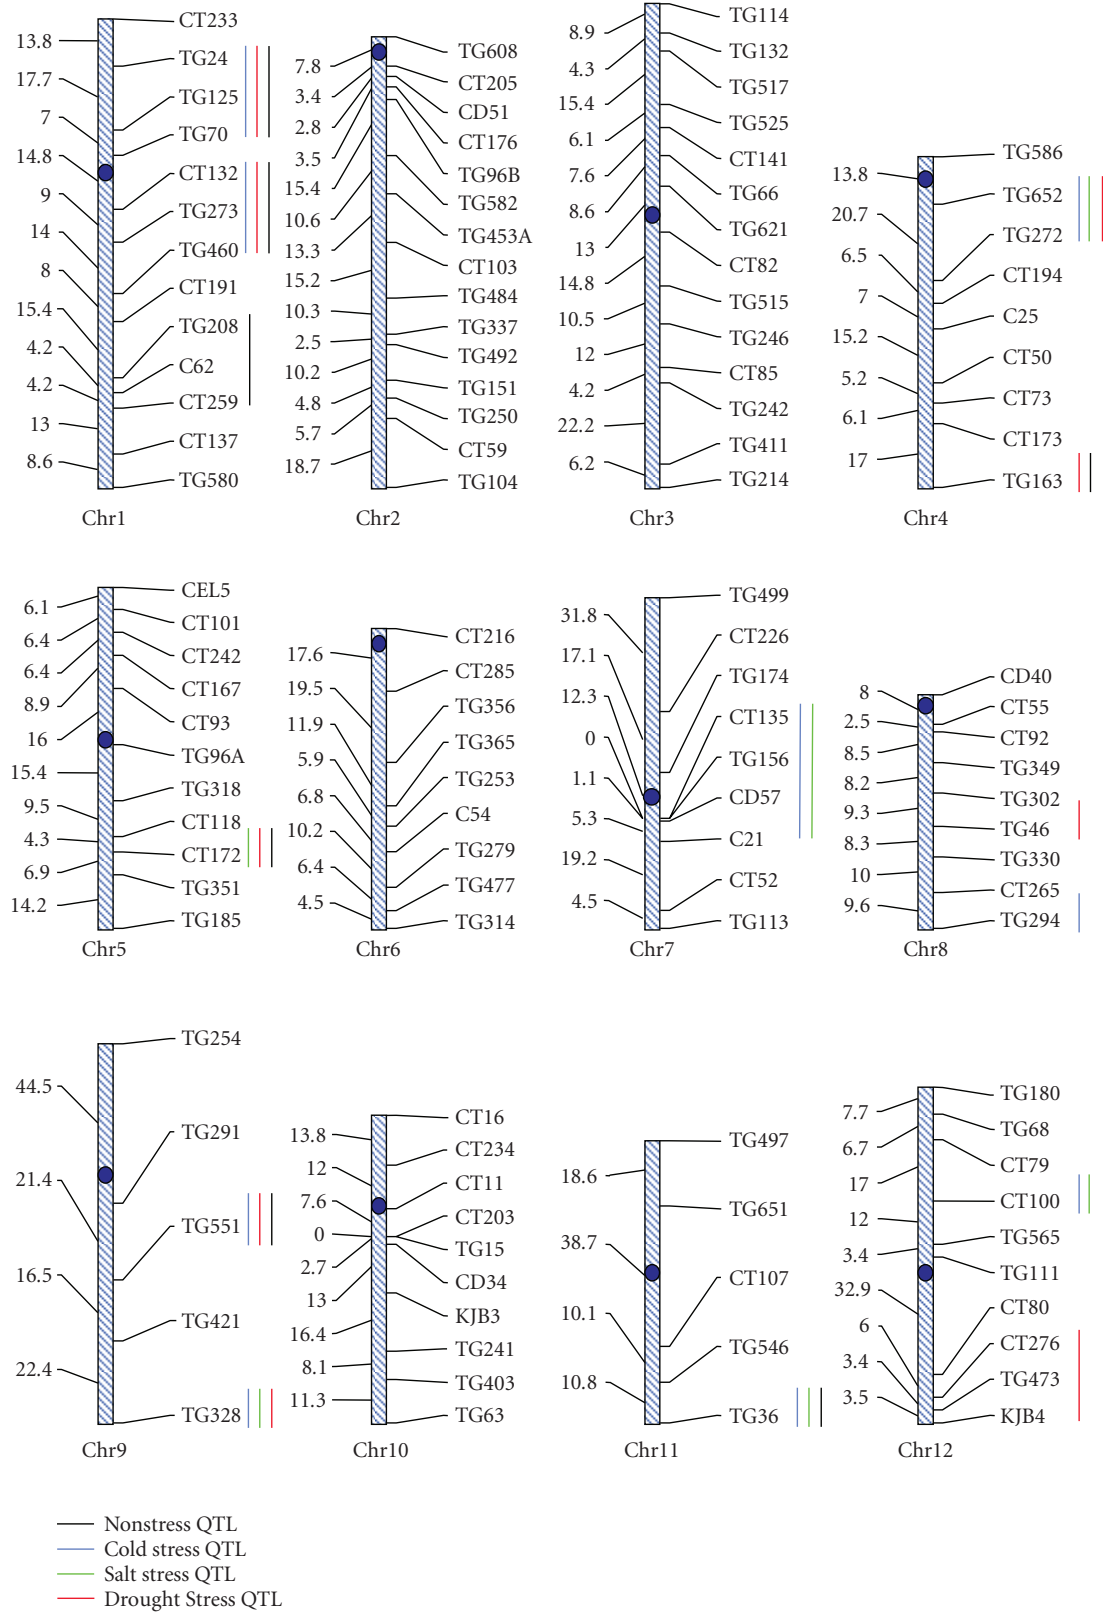 CT233
13.8
TG24
17.7
TG125
7
TG70
14.8
CT132
9
TG273
14
TG460
8
CT191
15.4
TG208
4.2
C62
4.2
CT259
13
CT137
8.6
TG580
Chr1
TG608
7.8
CT205
3.4
CD51
2.8
CT176
3.5
TG96B
15.4
TG582
10.6
TG453A
13.3
CT103
15.2
TG484
10.3
TG337
2.5
TG492
10.2
TG151
4.8
TG250
5.7
CT59
18.7
TG104
Chr2
TG114
8.9
TG132
4.3
TG517
15.4
TG525
6.1
CT141
7.6
TG66
8.6
TG621
13
CT82
14.8
TG515
10.5
TG246
12
CT85
4.2
TG242
22.2
TG411
6.2
TG214
Chr3
TG586
13.8
TG652
20.7
TG272
6.5
CT194
7
C25
15.2
CT50
5.2
CT73
6.1
CT173
17
TG163
Chr4
CEL5
6.1
CT101
6.4
CT242
6.4
CT167
8.9
CT93
16
TG96A
15.4
TG318
9.5
CT118
4.3
CT172
6.9
TG351
14.2
TG185
Chr5
CT216
17.6
CT285
19.5
TG356
11.9
TG365
5.9
TG253
6.8
C54
10.2
TG279
6.4
TG477
4.5
TG314
Chr6
TG499
31.8
CT226
17.1
TG174
12.3
CT135
0
TG156
1.1
CD57
5.3
C21
19.2
CT52
4.5
TG113
Chr7
CD40
8
CT55
2.5
CT92
8.5
TG349
8.2
TG302
9.3
TG46
8.3
TG330
10
CT265
9.6
TG294
Chr8
TG254
44.5
TG291
21.4
TG551
16.5
TG421
22.4
TG328
Chr9
CT16
13.8
CT234
12
CT11
7.6
CT203
0
TG15
2.7
CD34
13
KJB3
16.4
TG241
8.1
TG403
11.3
TG63
Chr10
TG497
18.6
TG651
38.7
CT107
10.1
TG546
10.8
TG36
Chr11
TG180
7.7
TG68
6.7
CT79
17
CT100
12
TG565
3.4
TG111
32.9
CT80
6
CT276
3.4
TG473
3.5
KJB4
Chr12
Nonstress QTL
Cold stress QTL
Salt stress QTL
Drought Stress QTL